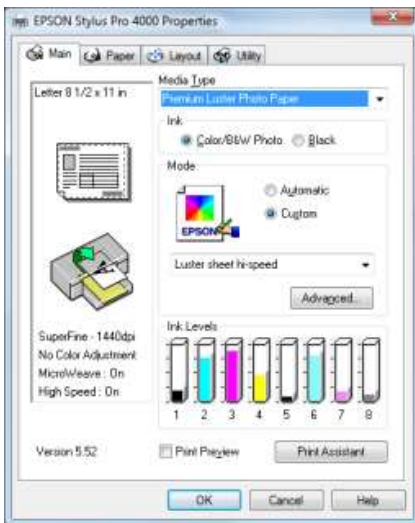 EPSON Stylus Pro 4000 Properties
Main
Paper
Layout
Utility
Letter 8 1/2 x 11 in
Media Type
Premium Luster Photo Paper
Ink
Color/B&W Photo
Black
Mode
Automatic
Custom
EPSON
Luster sheet hi-speed
Advanced...
SuperFine - 1440dpi
No Color Adjustment
MicroWeave : On
High Speed : On
Ink Levels
1 2 3 4 5 6 7 8
Version 5.52
Print Preview
Print Assistant
OK
Cancel
Help